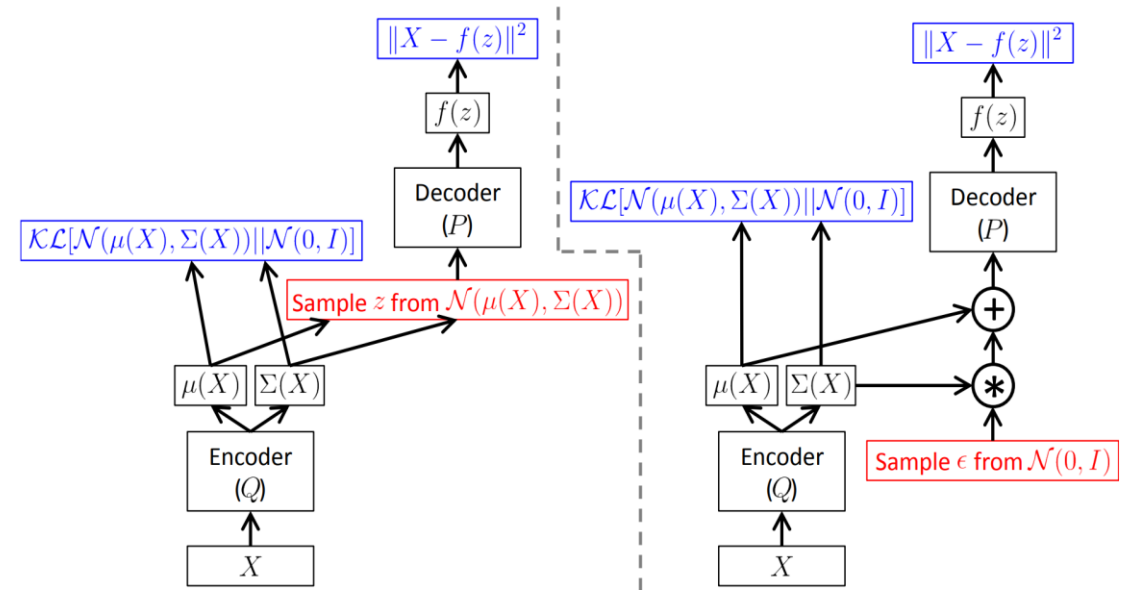 ‖X − f(z)‖²
f(z)
Decoder
(P)
𝒦ℒ[𝒩(μ(X), Σ(X))||𝒩(0, I)]
Sample z from 𝒩(μ(X), Σ(X))
μ(X)
Σ(X)
Encoder
(Q)
X
‖X − f(z)‖²
f(z)
Decoder
(P)
𝒦ℒ[𝒩(μ(X), Σ(X))||𝒩(0, I)]
+
μ(X)
Σ(X)
*
Sample ϵ from 𝒩(0, I)
Encoder
(Q)
X